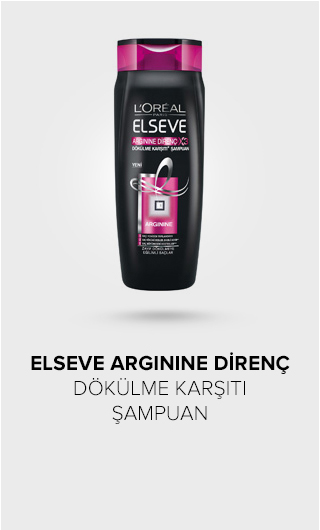 L'ORÉAL
PARIS
ELSEVE
ARGININE DİRENÇ X3
DÖKÜLME KARŞITI ŞAMPUAN
YENİ
ARGININE
ELSEVE ARGININE DİRENÇ
DÖKÜLME KARŞITI
ŞAMPUAN